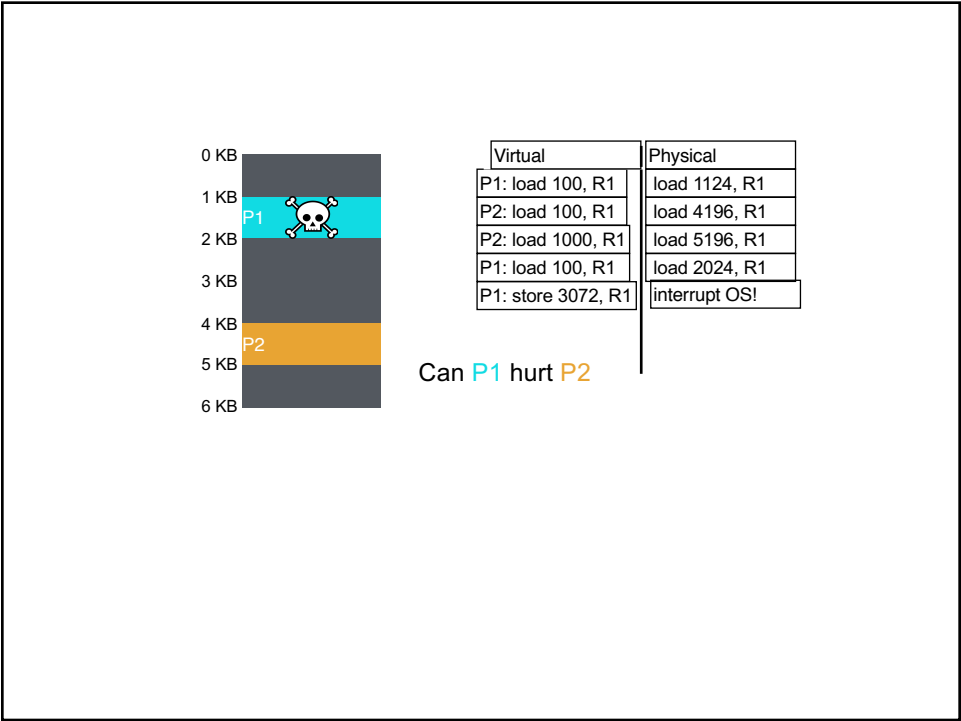 0 KB
1 KB
P1
2 KB
3 KB
4 KB
P2
5 KB
6 KB
Virtual Physical
P1: load 100, R1 load 1124, R1
P2: load 100, R1 load 4196, R1
P2: load 1000, R1 load 5196, R1
P1: load 100, R1 load 2024, R1
P1: store 3072, R1 interrupt OS!
Can P1 hurt P2